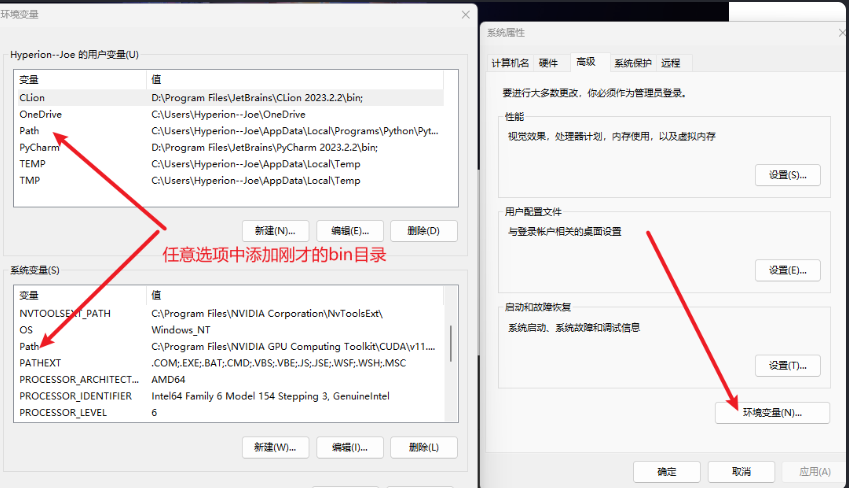 环境变量
Hyperion--Joe 的用户变量(U)
变量 值
CLion D:\Program Files\JetBrains\CLion 2023.2.2\bin;
OneDrive C:\Users\Hyperion--Joe\OneDrive
Path C:\Users\Hyperion--Joe\AppData\Local\Programs\Python\Pyt...
PyCharm D:\Program Files\JetBrains\PyCharm 2023.2.2\bin;
TEMP C:\Users\Hyperion--Joe\AppData\Local\Temp
TMP C:\Users\Hyperion--Joe\AppData\Local\Temp
新建(N)... 编辑(E)... 删除(D)
任意选项中添加刚才的bin目录
系统变量(S)
变量 值
NVTOOLSEXT_PATH C:\Program Files\NVIDIA Corporation\NvToolsExt\
OS Windows_NT
Path C:\Program Files\NVIDIA GPU Computing Toolkit\CUDA\v11....
PATHEXT .COM;.EXE;.BAT;.CMD;.VBS;.VBE;.JS;.JSE;.WSF;.WSH;.MSC
PROCESSOR_ARCHITECT... AMD64
PROCESSOR_IDENTIFIER Intel64 Family 6 Model 154 Stepping 3, GenuineIntel
PROCESSOR_LEVEL 6
新建(W)... 编辑(I)... 删除(L)
系统属性
计算机名 硬件 高级 系统保护 远程
要进行大多数更改，你必须作为管理员登录。
性能
视觉效果，处理器计划，内存使用，以及虚拟内存
设置(S)...
用户配置文件
与登录帐户相关的桌面设置
设置(E)...
启动和故障恢复
系统启动、系统故障和调试信息
设置(T)...
环境变量(N)...
确定 取消 应用(A)